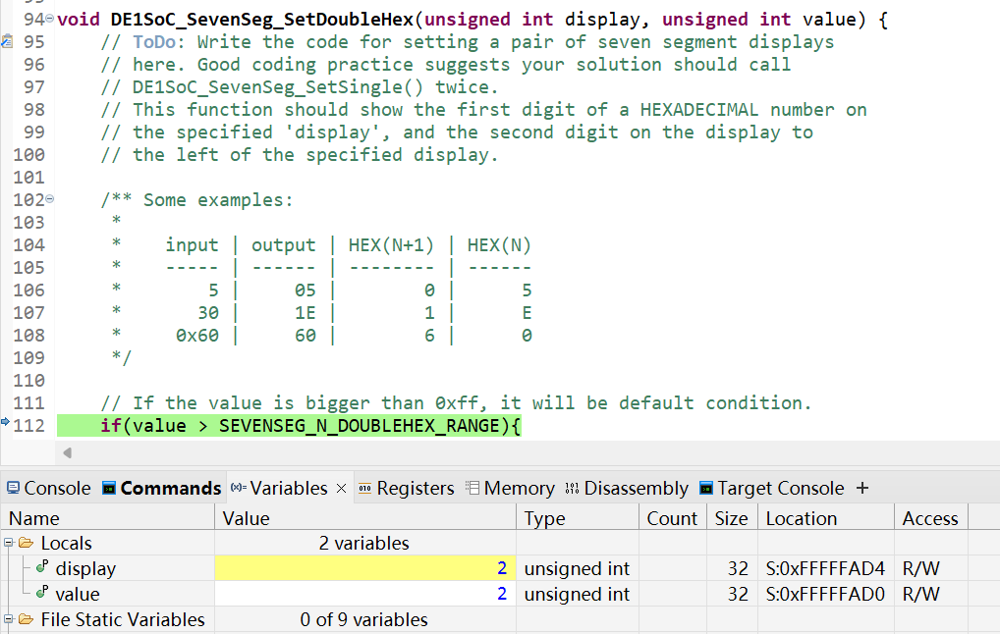 94 void DE1SoC_SevenSeg_SetDoubleHex(unsigned int display, unsigned int value) {
95 // ToDo: Write the code for setting a pair of seven segment displays
96 // here. Good coding practice suggests your solution should call
97 // DE1SoC_SevenSeg_SetSingle() twice.
98 // This function should show the first digit of a HEXADECIMAL number on
99 // the specified 'display', and the second digit on the display to
100 // the left of the specified display.
101
102 /** Some examples:
103 *
104 * input | output | HEX(N+1) | HEX(N)
105 * ----- | ------ | -------- | ------
106 * 5 | 05 | 0 | 5
107 * 30 | 1E | 1 | E
108 * 0x60 | 60 | 6 | 0
109 */
110
111 // If the value is bigger than 0xff, it will be default condition.
112 if(value > SEVENSEG_N_DOUBLEHEX_RANGE){
Console Commands (x)= Variables × Registers Memory Disassembly Target Console +
Name Value Type Count Size Location Access
Locals 2 variables
display 2 unsigned int 32 S:0xFFFFFAD4 R/W
value 2 unsigned int 32 S:0xFFFFFAD0 R/W
File Static Variables 0 of 9 variables